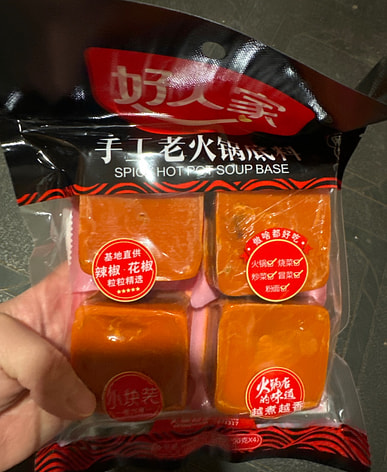 好人家
手工老火锅底料
SPICY HOT POT SOUP BASE
基地直供
辣椒·花椒
粒粒精选
做啥都好吃
火锅 烧菜
炒菜 冒菜
粉面
小块装
火锅店
的味道
越煮越香